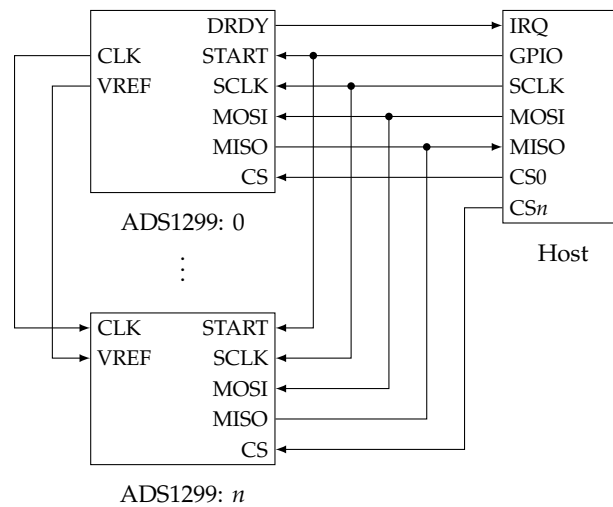 DRDY
CLK START
VREF SCLK
MOSI
MISO
CS
ADS1299: 0
IRQ
GPIO
SCLK
MOSI
MISO
CS0
CSn
Host
⋮
CLK START
VREF SCLK
MOSI
MISO
CS
ADS1299: n